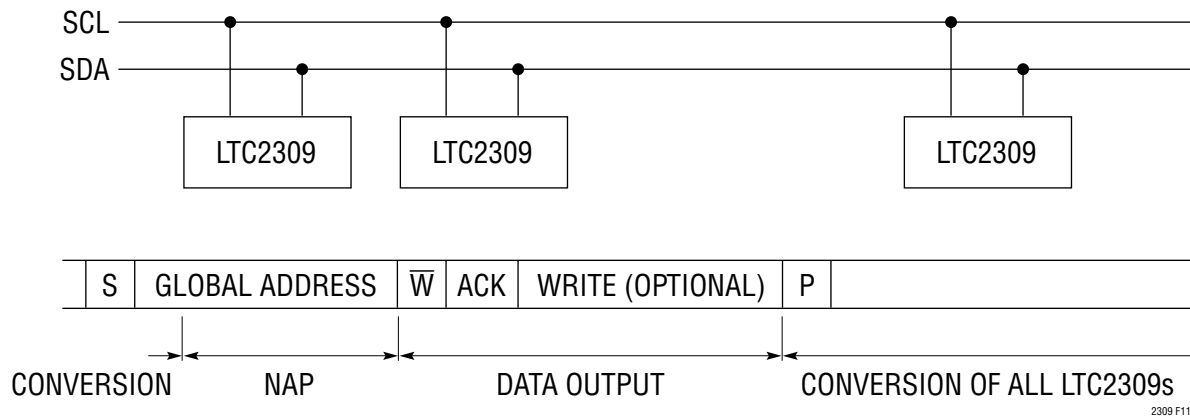 SCL
SDA
LTC2309 LTC2309 LTC2309
S GLOBAL ADDRESS W̅ ACK WRITE (OPTIONAL) P
CONVERSION NAP DATA OUTPUT CONVERSION OF ALL LTC2309s
2309 F11